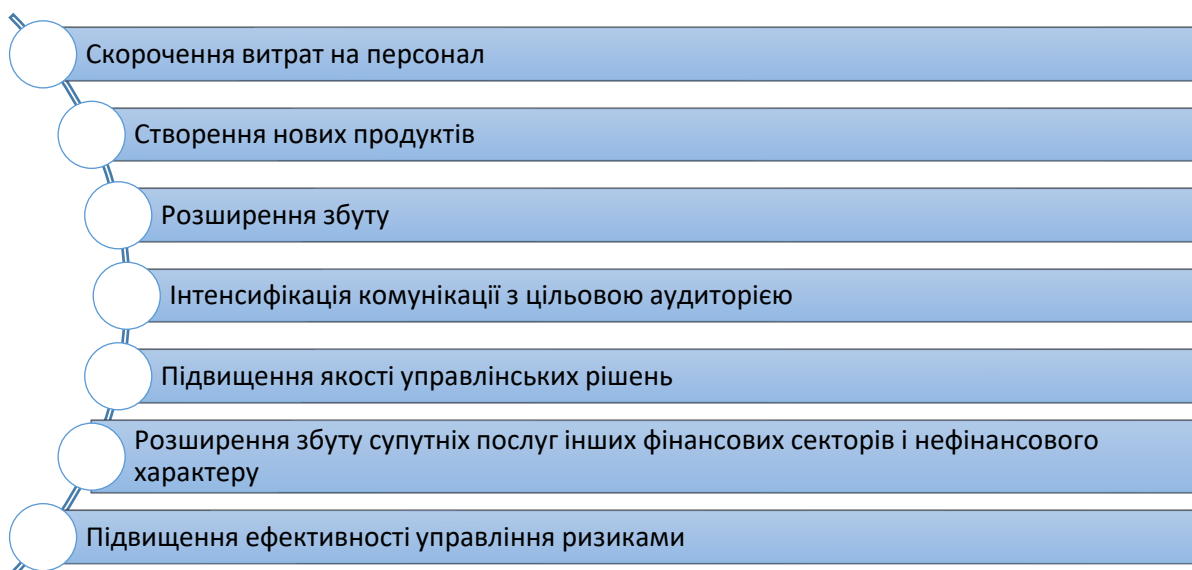 Скорочення витрат на персонал
Створення нових продуктів
Розширення збуту
Інтенсифікація комунікації з цільовою аудиторією
Підвищення якості управлінських рішень
Розширення збуту супутніх послуг інших фінансових секторів і нефінансового
характеру
Підвищення ефективності управління ризиками